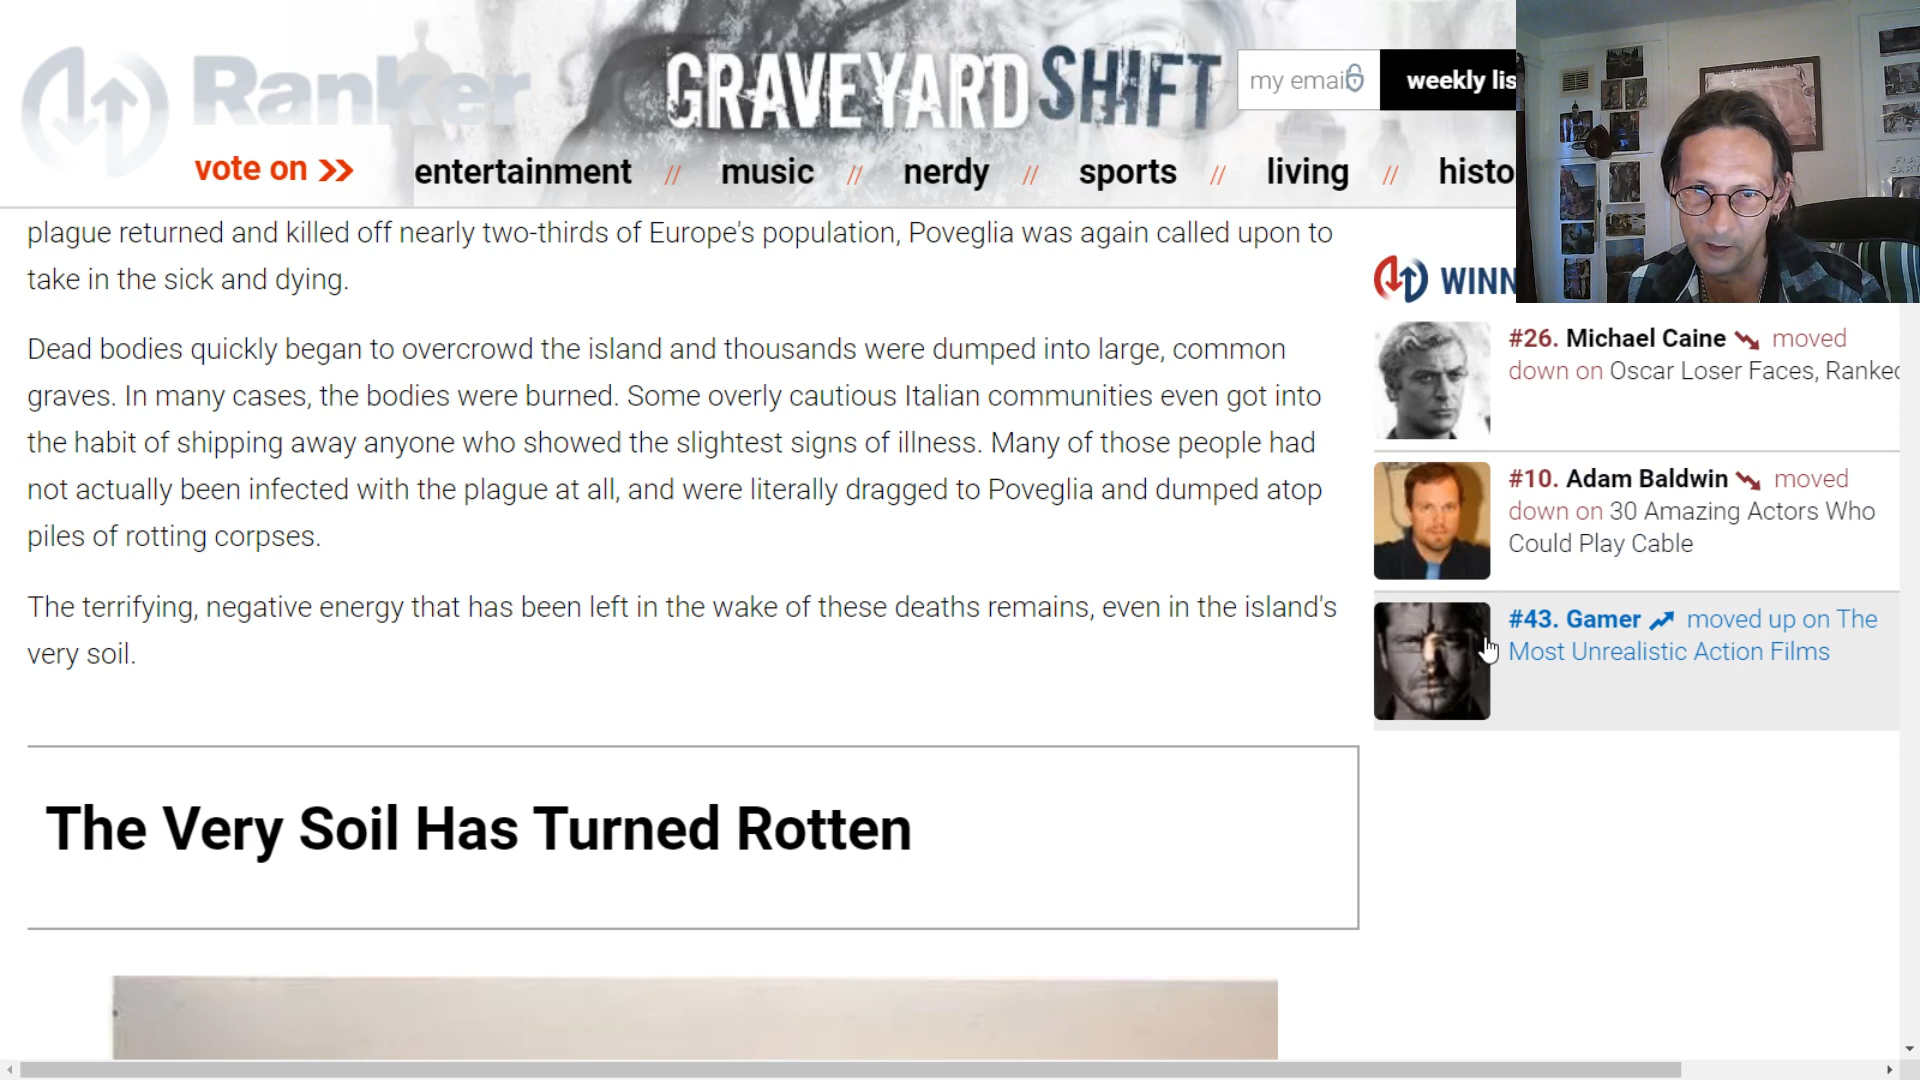 Ranker
GRAVEYARD SHIFT
my email
weekly lis
vote on
entertainment // music // nerdy // sports // living // histo
plague returned and killed off nearly two-thirds of Europe's population, Poveglia was again called upon to
take in the sick and dying.
Dead bodies quickly began to overcrowd the island and thousands were dumped into large, common
graves. In many cases, the bodies were burned. Some overly cautious Italian communities even got into
the habit of shipping away anyone who showed the slightest signs of illness. Many of those people had
not actually been infected with the plague at all, and were literally dragged to Poveglia and dumped atop
piles of rotting corpses.
The terrifying, negative energy that has been left in the wake of these deaths remains, even in the island's
very soil.
The Very Soil Has Turned Rotten
WINN
#26. Michael Caine moved
down on Oscar Loser Faces, Ranked
#10. Adam Baldwin moved
down on 30 Amazing Actors Who
Could Play Cable
#43. Gamer moved up on The
Most Unrealistic Action Films